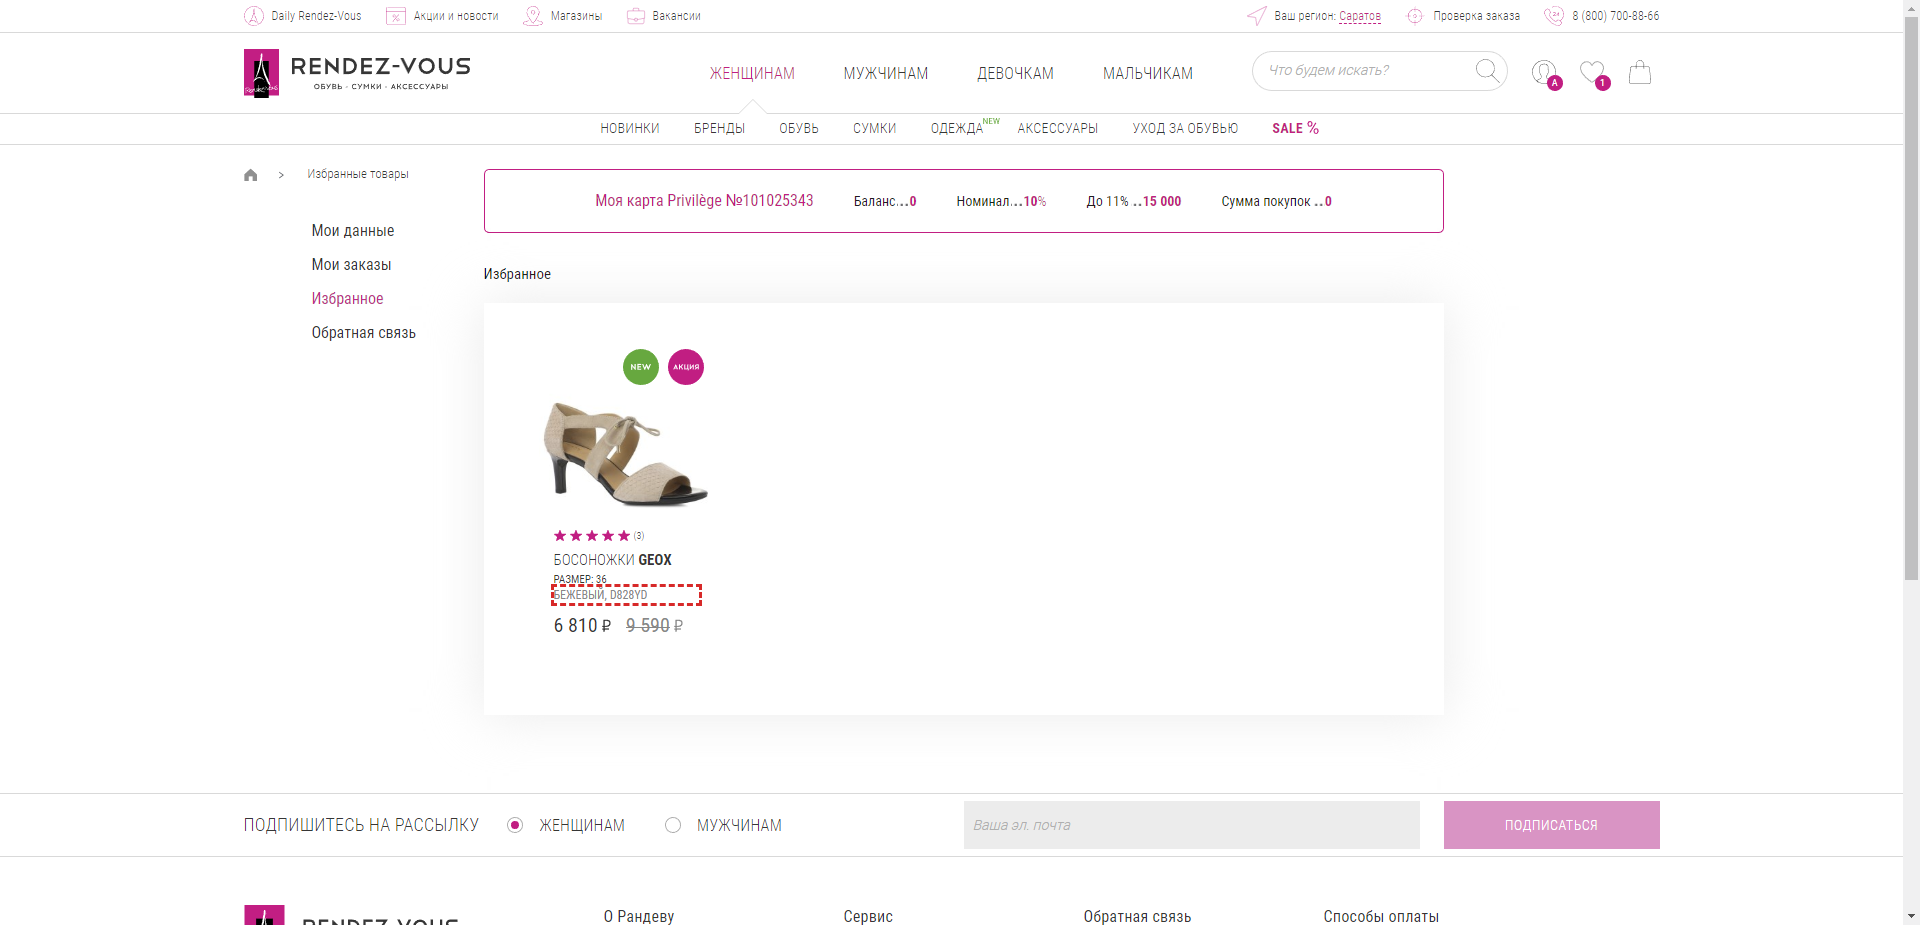 Daily Rendez-Vous Акции и новости Магазины Вакансии Ваш регион: Саратов Проверка заказа 8 (800) 700-88-66
RENDEZ-VOUS
ОБУВЬ · СУМКИ · АКСЕССУАРЫ
ЖЕНЩИНАМ МУЖЧИНАМ ДЕВОЧКАМ МАЛЬЧИКАМ Что будем искать? А 1
НОВИНКИ БРЕНДЫ ОБУВЬ СУМКИ ОДЕЖДА NEW АКСЕССУАРЫ УХОД ЗА ОБУВЬЮ SALE %
> Избранные товары
Моя карта Privilège №101025343 Баланс...0 Номинал...10% До 11% ..15 000 Сумма покупок ..0
Мои данные
Мои заказы
Избранное
Обратная связь
Избранное
NEW АКЦИЯ
(3)
БОСОНОЖКИ GEOX
РАЗМЕР: 36
БЕЖЕВЫЙ, D828YD
6 810 ₽ 9 590 ₽
ПОДПИШИТЕСЬ НА РАССЫЛКУ ЖЕНЩИНАМ МУЖЧИНАМ Ваша эл. почта ПОДПИСАТЬСЯ
RENDEZ-VOUS О Рандеву Сервис Обратная связь Способы оплаты